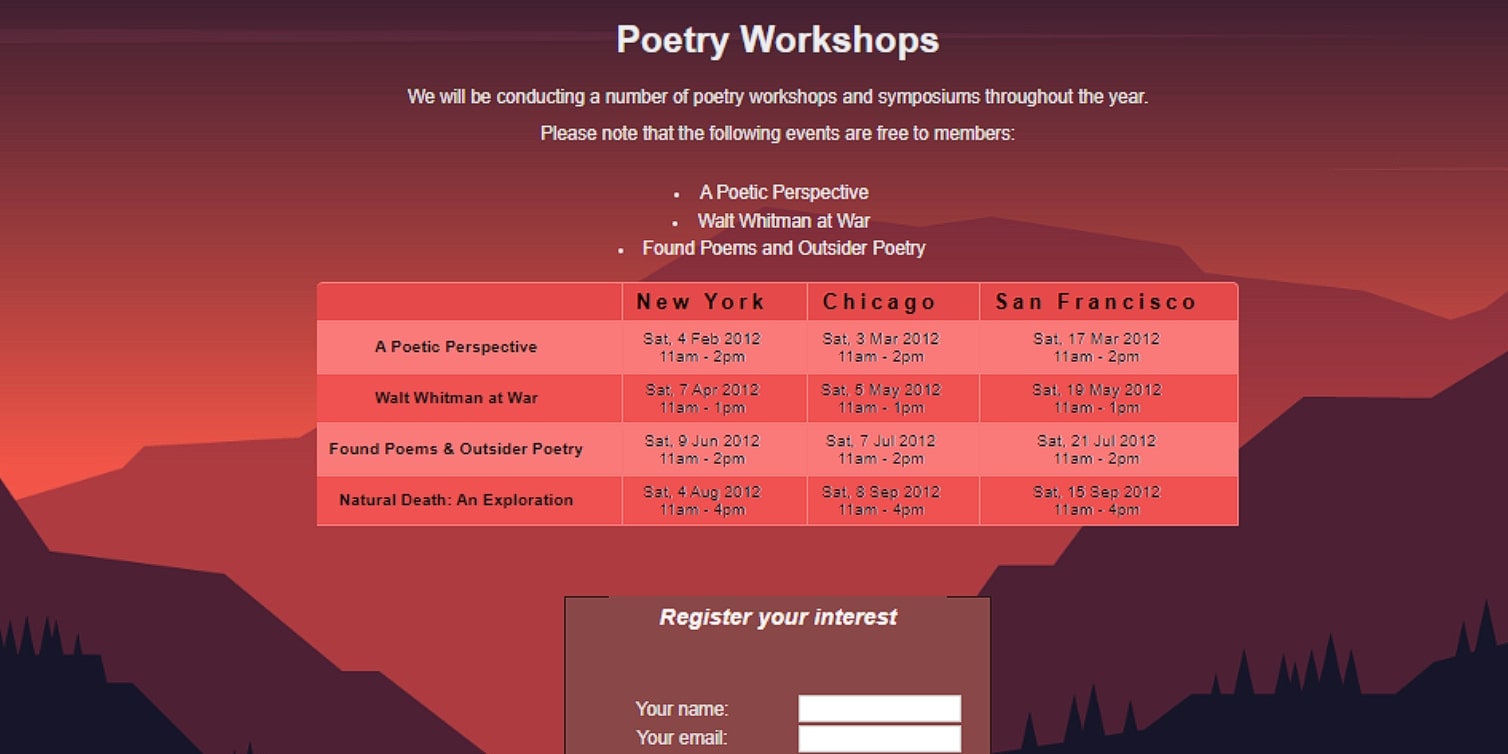 Poetry Workshops
We will be conducting a number of poetry workshops and symposiums throughout the year.
Please note that the following events are free to members:
• A Poetic Perspective
• Walt Whitman at War
• Found Poems and Outsider Poetry
New York Chicago San Francisco
A Poetic Perspective Sat, 4 Feb 2012 Sat, 3 Mar 2012 Sat, 17 Mar 2012
11am - 2pm 11am - 2pm 11am - 2pm
Walt Whitman at War Sat, 7 Apr 2012 Sat, 5 May 2012 Sat, 19 May 2012
11am - 1pm 11am - 1pm 11am - 1pm
Found Poems & Outsider Poetry Sat, 9 Jun 2012 Sat, 7 Jul 2012 Sat, 21 Jul 2012
11am - 2pm 11am - 2pm 11am - 2pm
Natural Death: An Exploration Sat, 4 Aug 2012 Sat, 8 Sep 2012 Sat, 15 Sep 2012
11am - 4pm 11am - 4pm 11am - 4pm
Register your interest
Your name:
Your email: